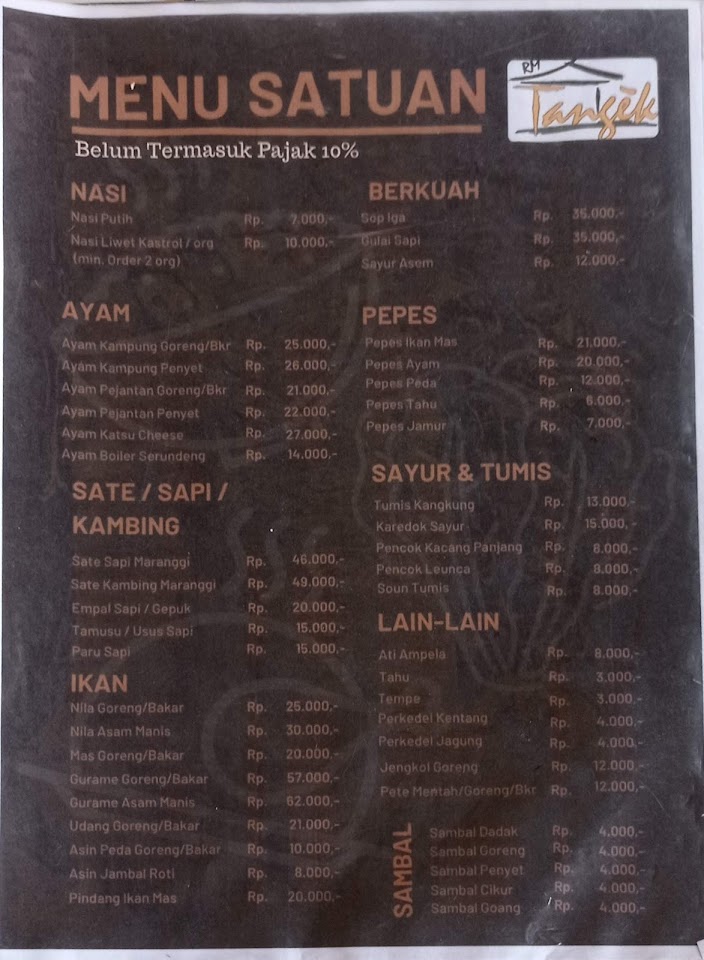 MENU SATUAN
RM
Tangèk
Belum Termasuk Pajak 10%
NASI
Nasi Putih Rp. 7.000,-
Nasi Liwet Kastrol / org Rp. 10.000,-
(min. Order 2 org)
AYAM
Ayam Kampung Goreng/Bkr Rp. 25.000,-
Ayam Kampung Penyet Rp. 26.000,-
Ayam Pejantan Goreng/Bkr Rp. 21.000,-
Ayam Pejantan Penyet Rp. 22.000,-
Ayam Katsu Cheese Rp. 27.000,-
Ayam Boiler Serundeng Rp. 14.000,-
SATE / SAPI /
KAMBING
Sate Sapi Maranggi Rp. 46.000,-
Sate Kambing Maranggi Rp. 49.000,-
Empal Sapi / Gepuk Rp. 20.000,-
Tamusu / Usus Sapi Rp. 15.000,-
Paru Sapi Rp. 15.000,-
IKAN
Nila Goreng/Bakar Rp. 25.000,-
Nila Asam Manis Rp. 30.000,-
Mas Goreng/Bakar Rp. 20.000,-
Gurame Goreng/Bakar Rp. 57.000,-
Gurame Asam Manis Rp. 62.000,-
Udang Goreng/Bakar Rp. 21.000,-
Asin Peda Goreng/Bakar Rp. 10.000,-
Asin Jambal Roti Rp. 8.000,-
Pindang Ikan Mas Rp. 20.000,-
BERKUAH
Sop Iga Rp. 35.000,-
Gulai Sapi Rp. 35.000,-
Sayur Asem Rp. 12.000,-
PEPES
Pepes Ikan Mas Rp. 21.000,-
Pepes Ayam Rp. 20.000,-
Pepes Peda Rp. 12.000,-
Pepes Tahu Rp. 6.000,-
Pepes Jamur Rp. 7.000,-
SAYUR & TUMIS
Tumis Kangkung Rp. 13.000,-
Karedok Sayur Rp. 15.000,-
Pencok Kacang Panjang Rp. 8.000,-
Pencok Leunca Rp. 8.000,-
Soun Tumis Rp. 8.000,-
LAIN-LAIN
Ati Ampela Rp. 8.000,-
Tahu Rp. 3.000,-
Tempe Rp. 3.000,-
Perkedel Kentang Rp. 4.000,-
Perkedel Jagung Rp. 4.000,-
Jengkol Goreng Rp. 12.000,-
Pete Mentah/Goreng/Bkr Rp. 12.000,-
SAMBAL
Sambal Dadak Rp. 4.000,-
Sambal Goreng Rp. 4.000,-
Sambal Penyet Rp. 4.000,-
Sambal Cikur Rp. 4.000,-
Sambal Goang Rp. 4.000,-